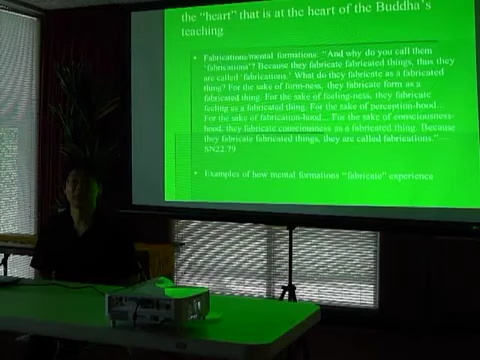 the "heart" that is at the heart of the Buddha's
teaching
• Fabrications/mental formations: "And why do you call them
'fabrications'? Because they fabricate fabricated things, thus they
are called 'fabrications.' What do they fabricate as a fabricated
thing? For the sake of form-ness, they fabricate form as a
fabricated thing. For the sake of feeling-ness, they fabricate
feeling as a fabricated thing. For the sake of perception-hood...
For the sake of fabrication-hood... For the sake of consciousness-
hood, they fabricate consciousness as a fabricated thing. Because
they fabricate fabricated things, they are called fabrications."
SN22.79
• Examples of how mental formations "fabricate" experience